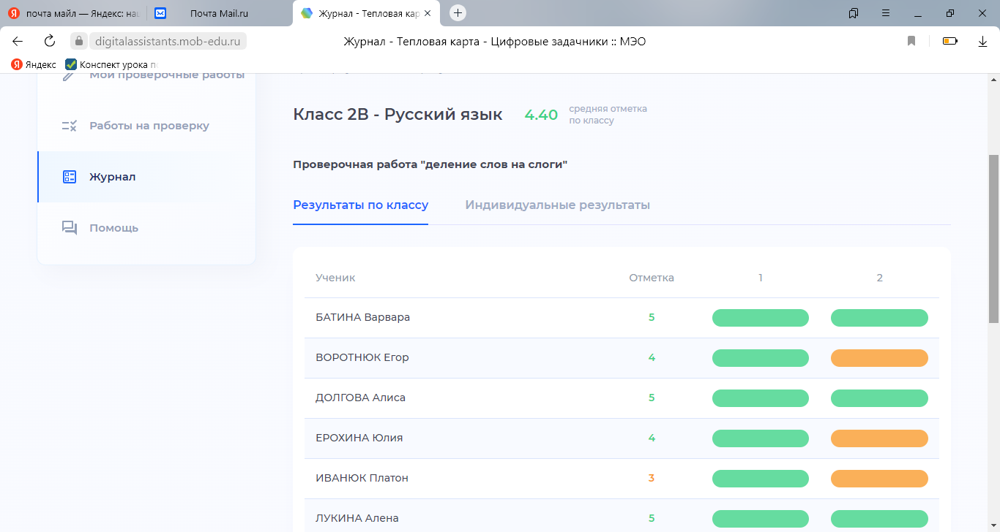 почта майл — Яндекс: на
Почта Mail.ru
Журнал - Тепловая кар
digitalassistants.mob-edu.ru
Журнал - Тепловая карта - Цифровые задачники :: МЭО
Яндекс
Конспект урока по
Мои проверочные работы
Работы на проверку
Журнал
Помощь
Класс 2В - Русский язык
4.40
средняя отметка
по классу
Проверочная работа "деление слов на слоги"
Результаты по классу
Индивидуальные результаты
Ученик Отметка 1 2
БАТИНА Варвара 5
ВОРОТНЮК Егор 4
ДОЛГОВА Алиса 5
ЕРОХИНА Юлия 4
ИВАНЮК Платон 3
ЛУКИНА Алена 5